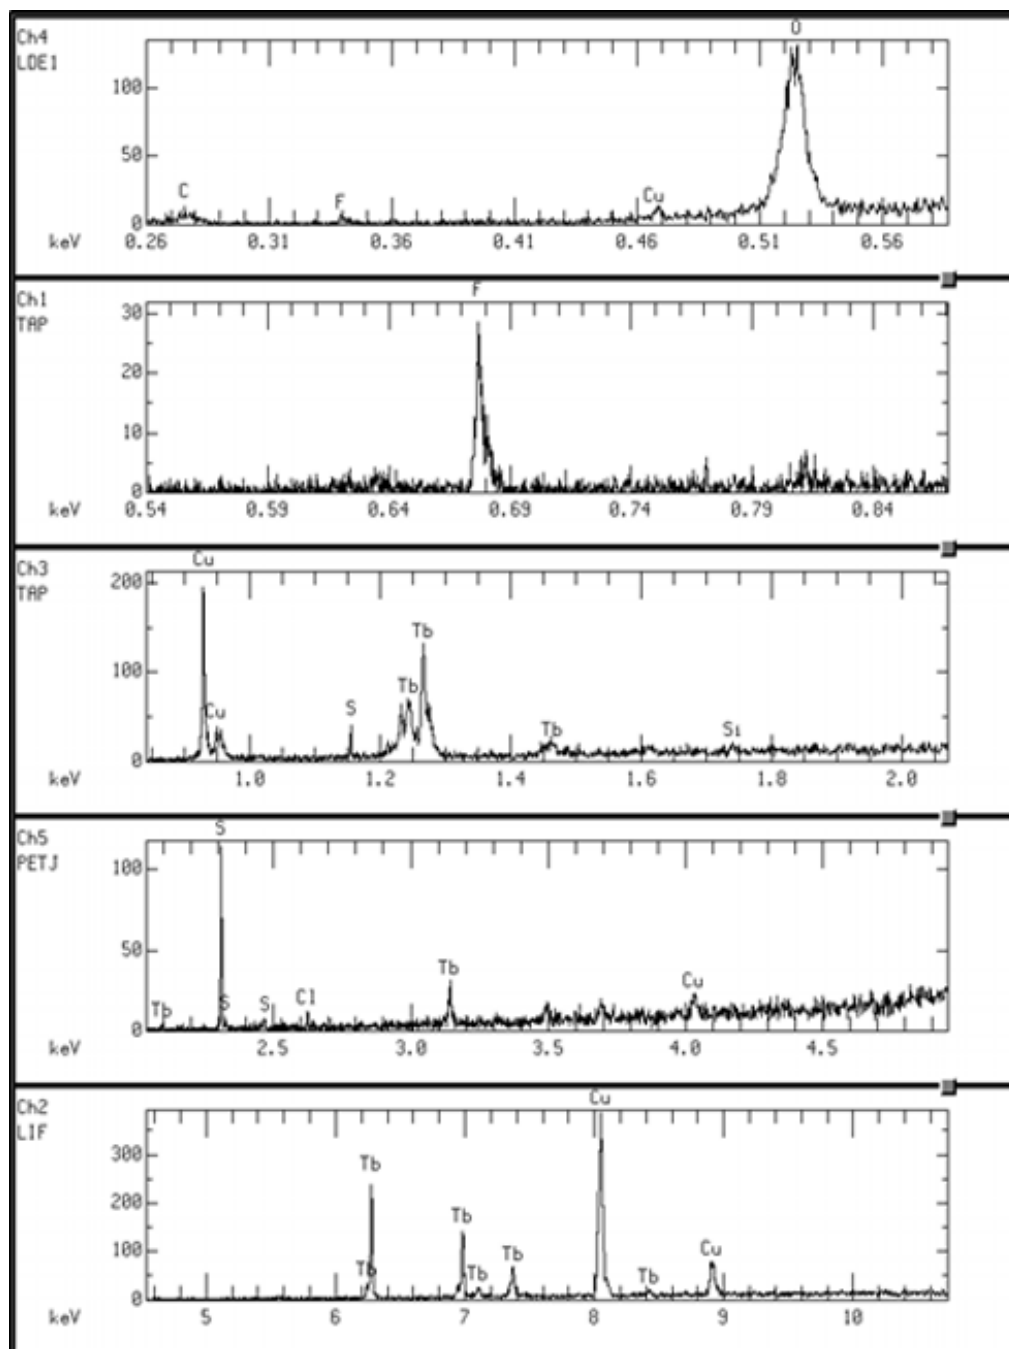 Ch4
LDE1
O
100
50
0
C
F
Cu
keV 0.26 0.31 0.36 0.41 0.46 0.51 0.56
Ch1
TAP
F
30
20
10
0
keV 0.54 0.59 0.64 0.69 0.74 0.79 0.84
Ch3
TAP
Cu
200
Tb
100
Cu
S
Tb
Tb
Si
0
keV 1.0 1.2 1.4 1.6 1.8 2.0
Ch5
PETJ
S
100
50
Tb
Cu
Tb
S
S
Cl
0
keV 2.5 3.0 3.5 4.0 4.5
Ch2
LIF
Cu
300
Tb
200
Tb
100
Tb
Tb
Tb
Tb
Cu
0
keV 5 6 7 8 9 10